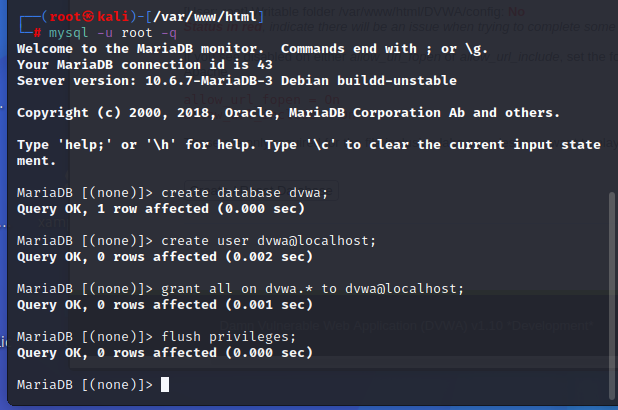 (root㉿kali)-[/var/www/html]
# mysql -u root -q
Welcome to the MariaDB monitor.  Commands end with ; or \g.
Your MariaDB connection id is 43
Server version: 10.6.7-MariaDB-3 Debian buildd-unstable
Copyright (c) 2000, 2018, Oracle, MariaDB Corporation Ab and others.
Type 'help;' or '\h' for help. Type '\c' to clear the current input state
ment.
MariaDB [(none)]> create database dvwa;
Query OK, 1 row affected (0.000 sec)
MariaDB [(none)]> create user dvwa@localhost;
Query OK, 0 rows affected (0.002 sec)
MariaDB [(none)]> grant all on dvwa.* to dvwa@localhost;
Query OK, 0 rows affected (0.001 sec)
MariaDB [(none)]> flush privileges;
Query OK, 0 rows affected (0.000 sec)
MariaDB [(none)]>